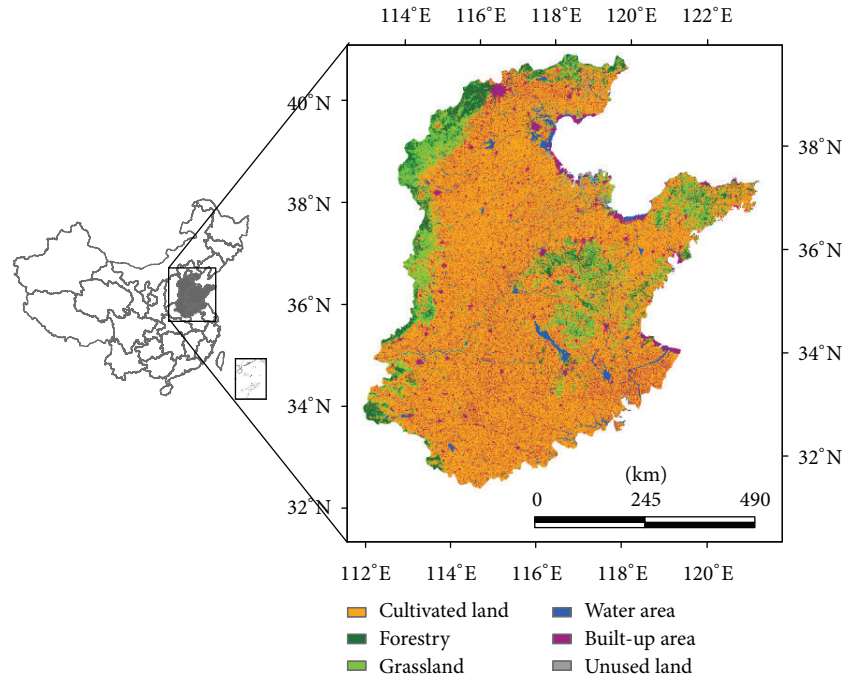 114°E 116°E 118°E 120°E 122°E
40°N
38°N
36°N
34°N
32°N
38°N
36°N
34°N
32°N
(km)
0 245 490
112°E 114°E 116°E 118°E 120°E
Cultivated land
Forestry
Grassland
Water area
Built-up area
Unused land